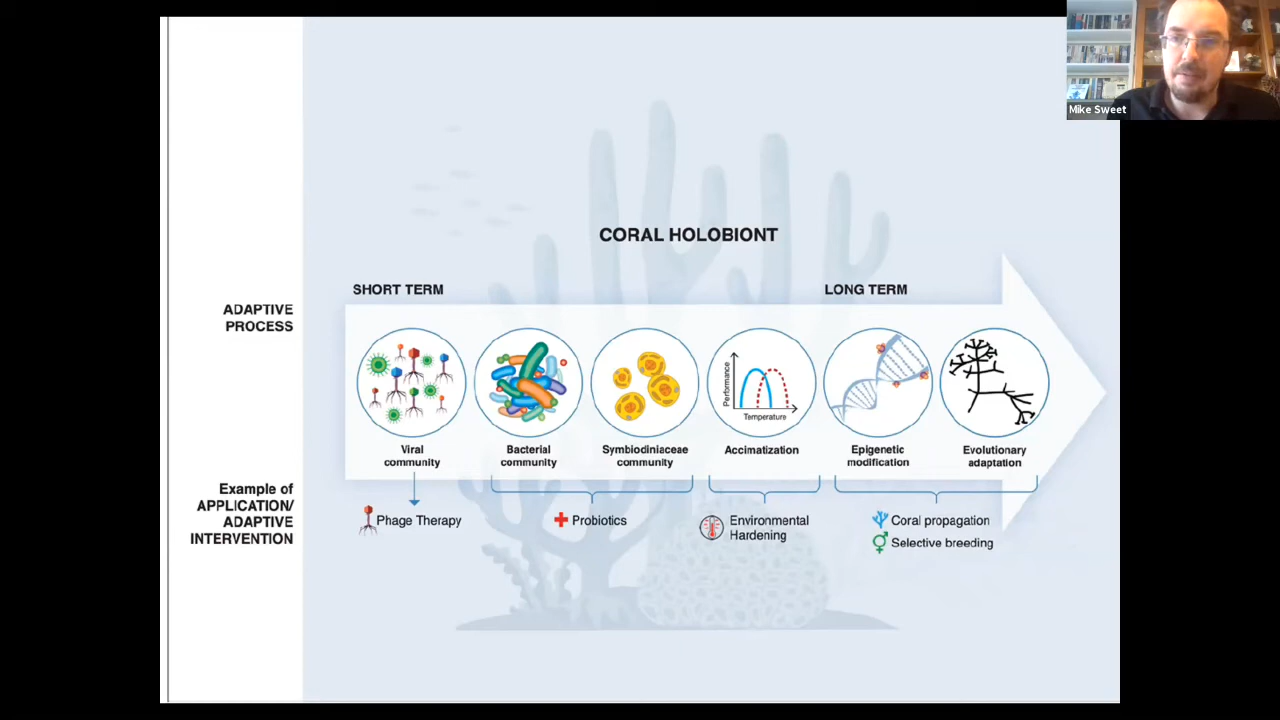 Mike Sweet
CORAL HOLOBIONT
SHORT TERM
LONG TERM
ADAPTIVE
PROCESS
Performance
Temperature
Viral
community
Bacterial
community
Symbiodiniaceae
community
Accimatization
Epigenetic
modification
Evolutionary
adaptation
Example of
APPLICATION/
ADAPTIVE
INTERVENTION
Phage Therapy
Probiotics
Environmental
Hardening
Coral propagation
Selective breeding